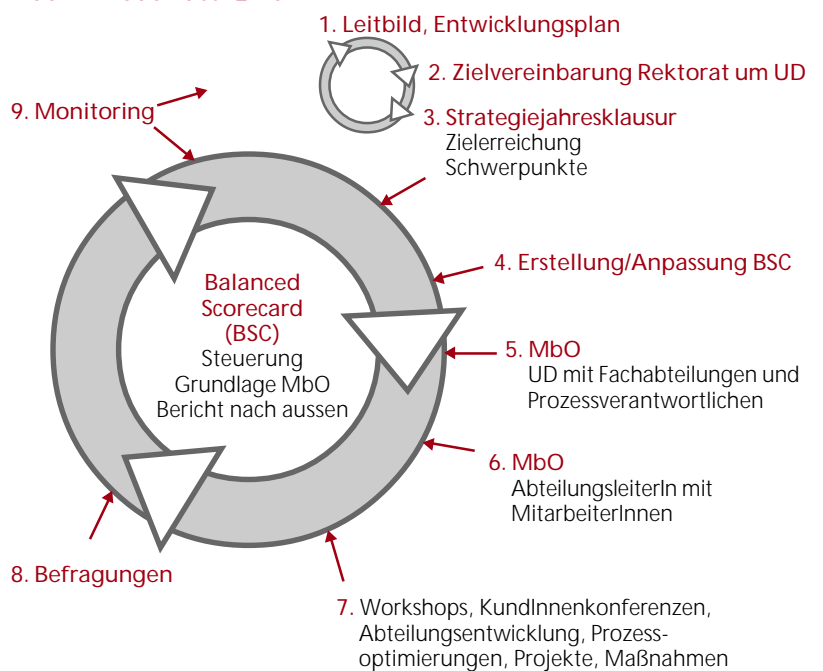 1. Leitbild, Entwicklungsplan
2. Zielvereinbarung Rektorat um UD
3. Strategiejahresklausur
Zielerreichung
Schwerpunkte
4. Erstellung/Anpassung BSC
5. MbO
UD mit Fachabteilungen und
Prozessverantwortlichen
6. MbO
AbteilungsleiterIn mit
MitarbeiterInnen
7. Workshops, KundInnenkonferenzen,
Abteilungsentwicklung, Prozess-
optimierungen, Projekte, Maßnahmen
8. Befragungen
9. Monitoring
Balanced
Scorecard
(BSC)
Steuerung
Grundlage MbO
Bericht nach aussen